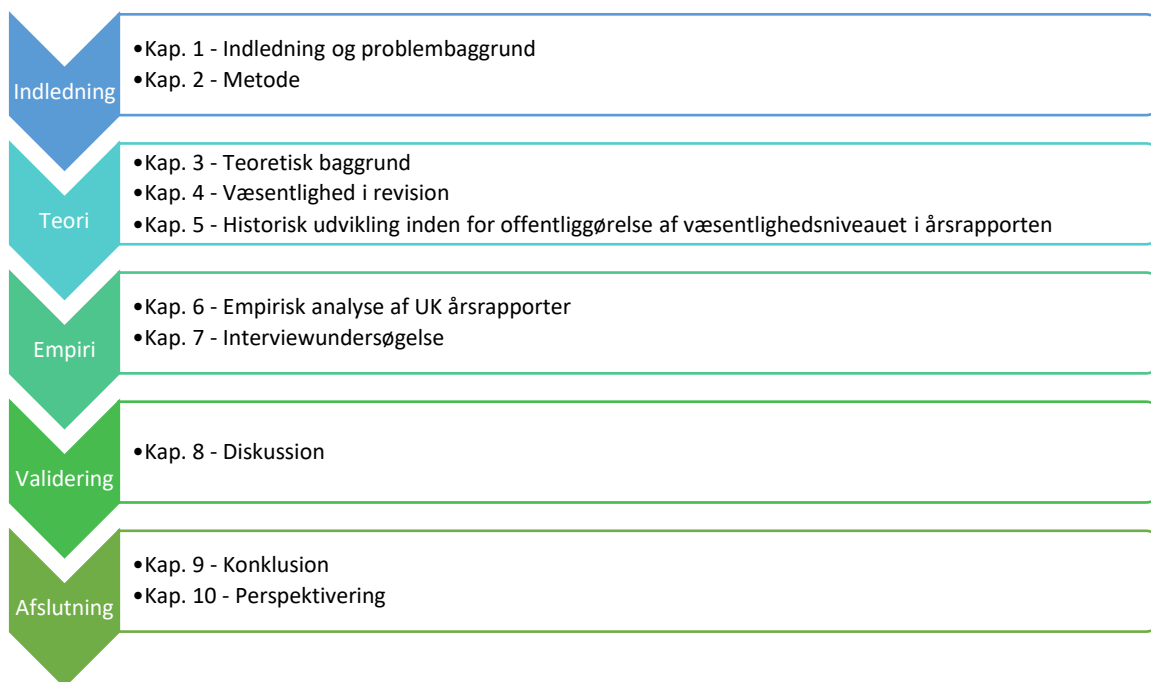 Indledning
•Kap. 1 - Indledning og problembaggrund
•Kap. 2 - Metode
Teori
•Kap. 3 - Teoretisk baggrund
•Kap. 4 - Væsentlighed i revision
•Kap. 5 - Historisk udvikling inden for offentliggørelse af væsentlighedsniveauet i årsrapporten
Empiri
•Kap. 6 - Empirisk analyse af UK årsrapporter
•Kap. 7 - Interviewundersøgelse
Validering
•Kap. 8 - Diskussion
Afslutning
•Kap. 9 - Konklusion
•Kap. 10 - Perspektivering